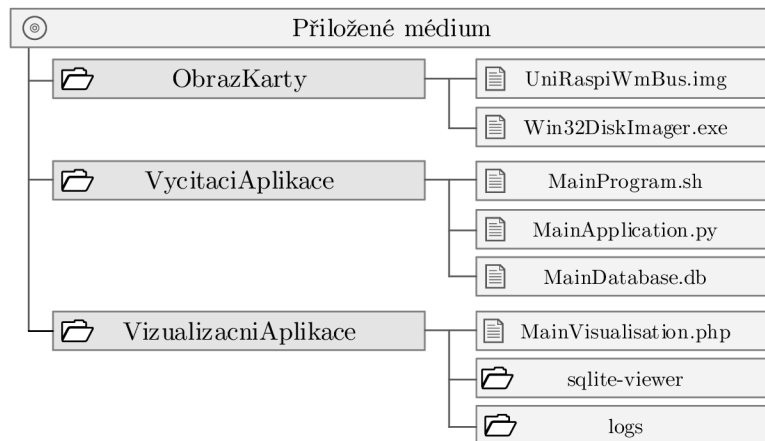 Přiložené médium
ObrazKarty
UniRaspiWmBus.img
Win32DiskImager.exe
VycitaciAplikace
MainProgram.sh
MainApplication.py
MainDatabase.db
VizualizacniAplikace
MainVisualisation.php
sqlite-viewer
logs